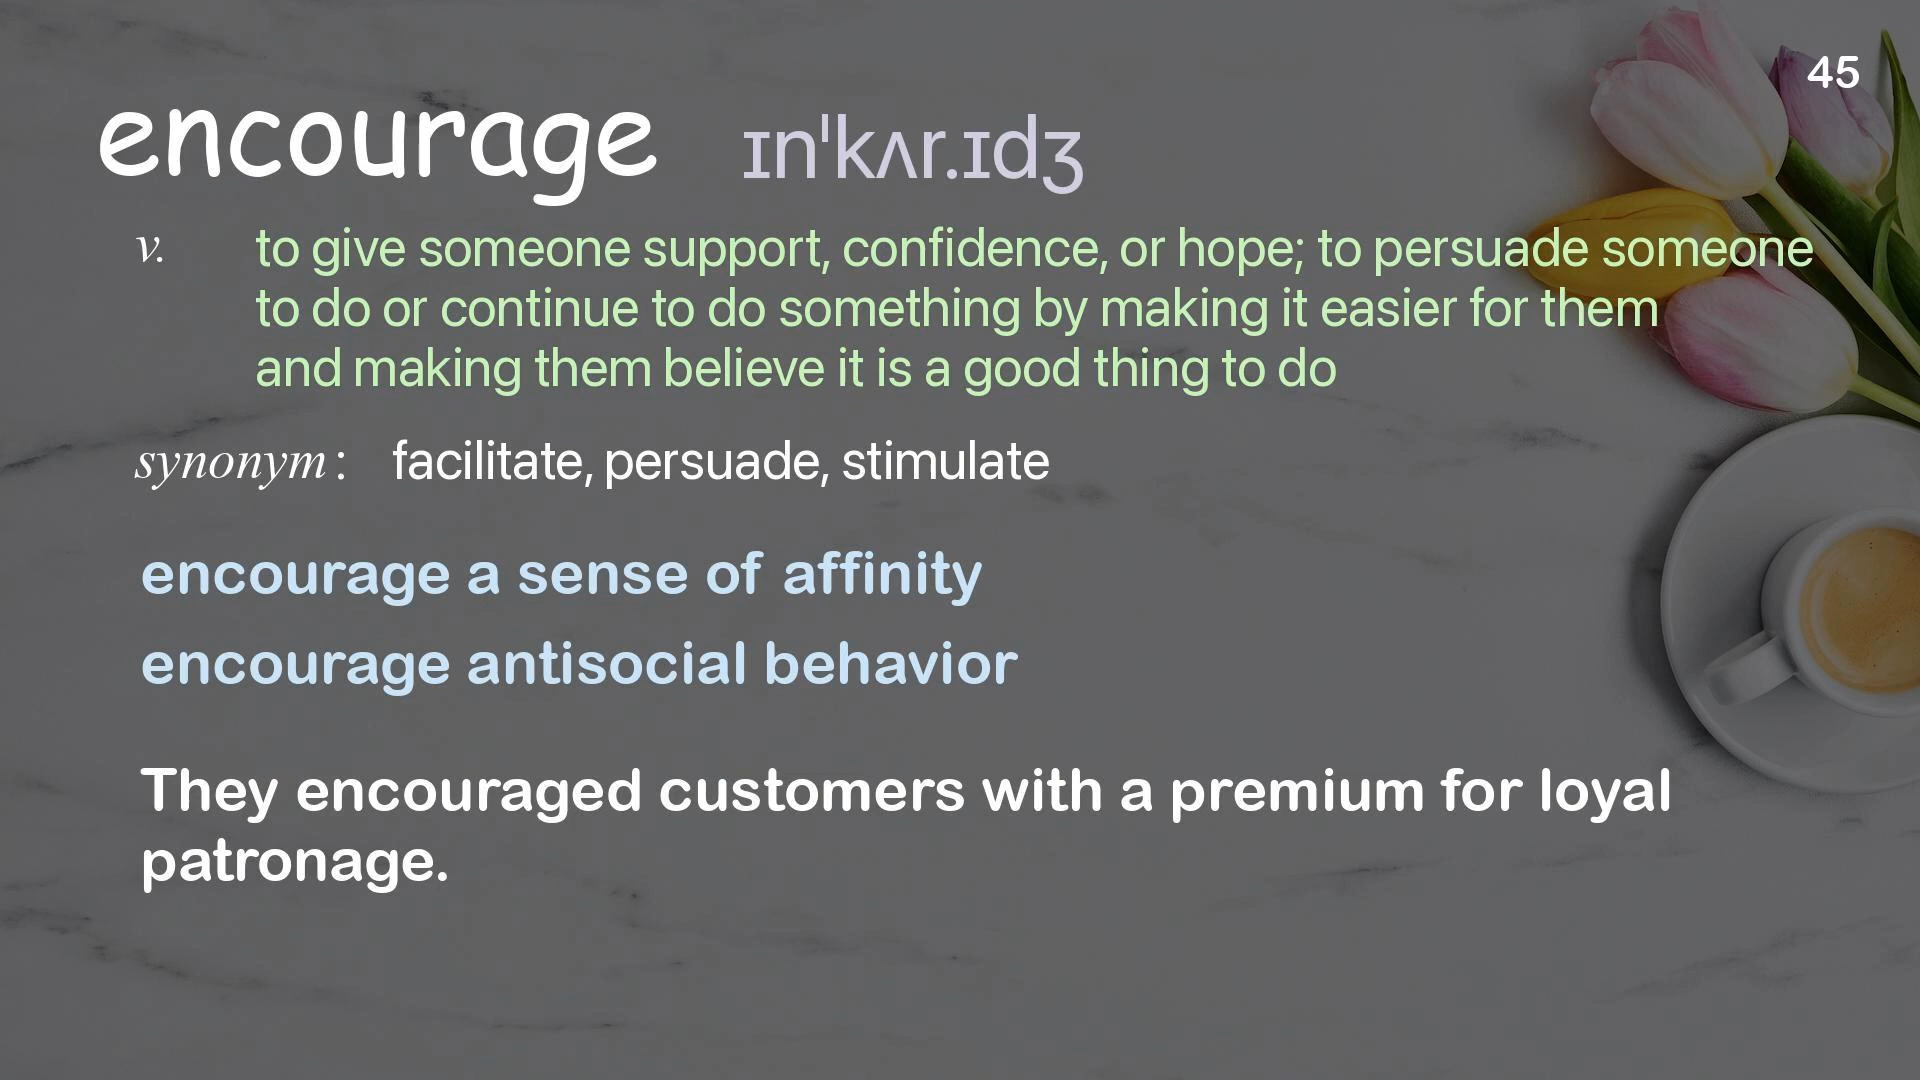 45
encourage ɪnˈkʌr.ɪdʒ
v. to give someone support, confidence, or hope; to persuade someone
to do or continue to do something by making it easier for them
and making them believe it is a good thing to do
synonym : facilitate, persuade, stimulate
encourage a sense of affinity
encourage antisocial behavior
They encouraged customers with a premium for loyal
patronage.